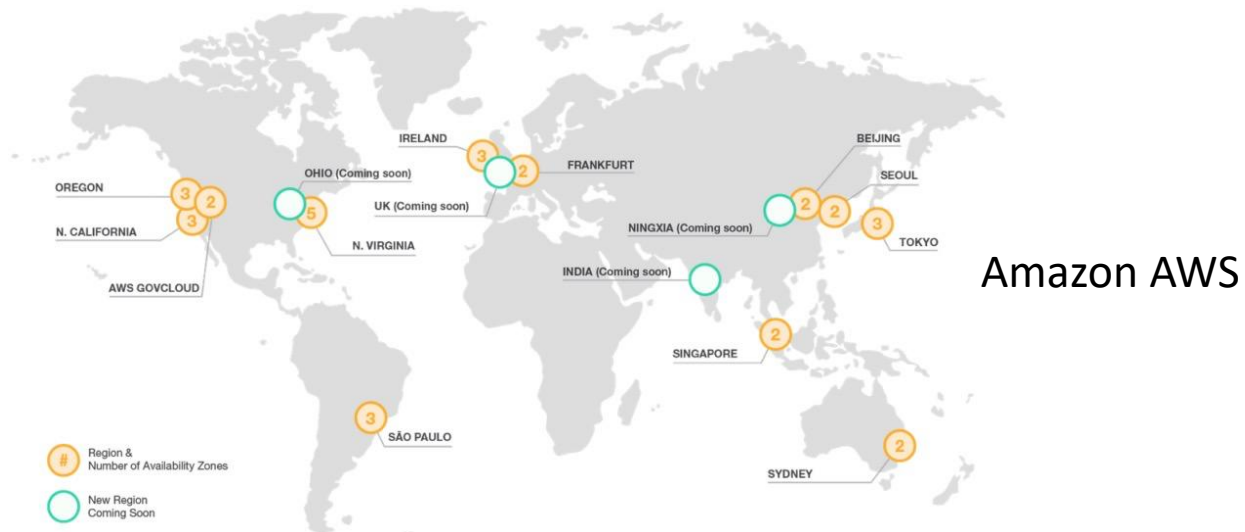 IRELAND
3
BEIJING
OHIO (Coming soon)
2
FRANKFURT
SEOUL
OREGON
3
2
UK (Coming soon)
2
2
N. CALIFORNIA
3
5
N. VIRGINIA
NINGXIA (Coming soon)
3
TOKYO
AWS GOVCLOUD
INDIA (Coming soon)
Amazon AWS
SINGAPORE
2
3
SÃO PAULO
2
SYDNEY
# Region &
Number of Availability Zones
New Region
Coming Soon